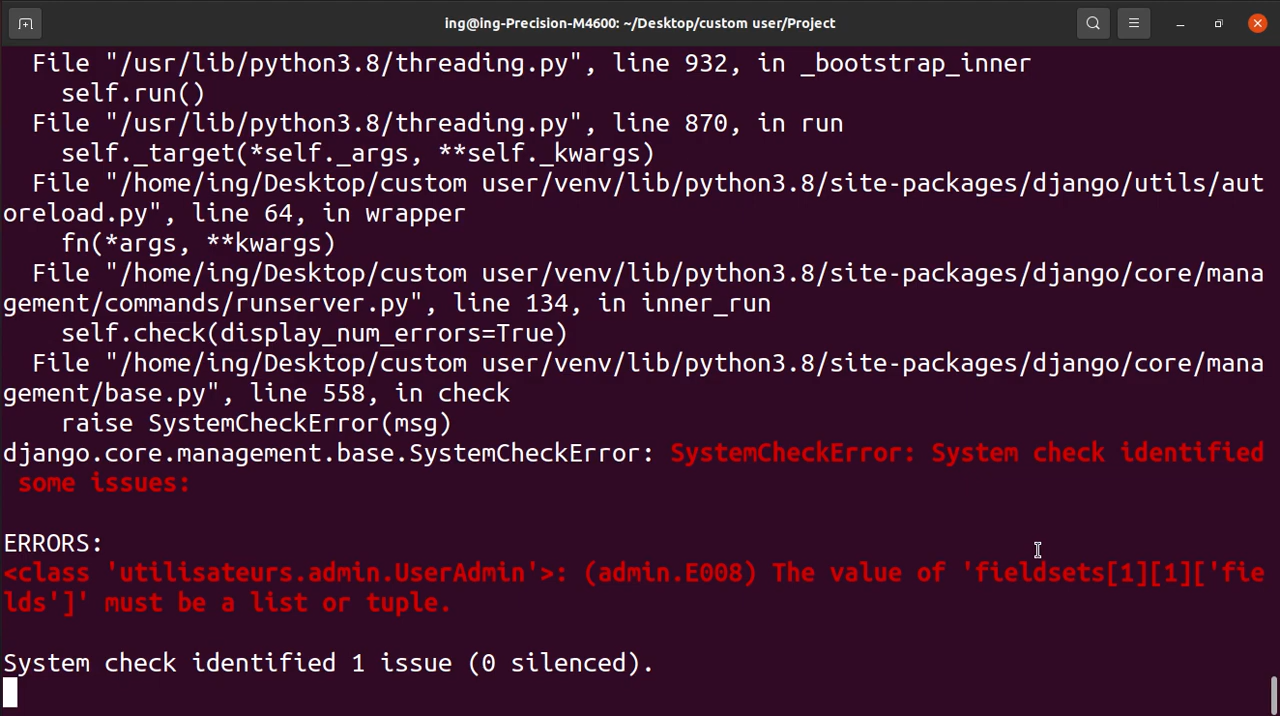 ing@ing-Precision-M4600: ~/Desktop/custom user/Project
  File "/usr/lib/python3.8/threading.py", line 932, in _bootstrap_inner
    self.run()
  File "/usr/lib/python3.8/threading.py", line 870, in run
    self._target(*self._args, **self._kwargs)
  File "/home/ing/Desktop/custom user/venv/lib/python3.8/site-packages/django/utils/aut
oreload.py", line 64, in wrapper
    fn(*args, **kwargs)
  File "/home/ing/Desktop/custom user/venv/lib/python3.8/site-packages/django/core/mana
gement/commands/runserver.py", line 134, in inner_run
    self.check(display_num_errors=True)
  File "/home/ing/Desktop/custom user/venv/lib/python3.8/site-packages/django/core/mana
gement/base.py", line 558, in check
    raise SystemCheckError(msg)
django.core.management.base.SystemCheckError: SystemCheckError: System check identified
 some issues:

ERRORS:
<class 'utilisateurs.admin.UserAdmin'>: (admin.E008) The value of 'fieldsets[1][1]['fie
lds']' must be a list or tuple.

System check identified 1 issue (0 silenced).